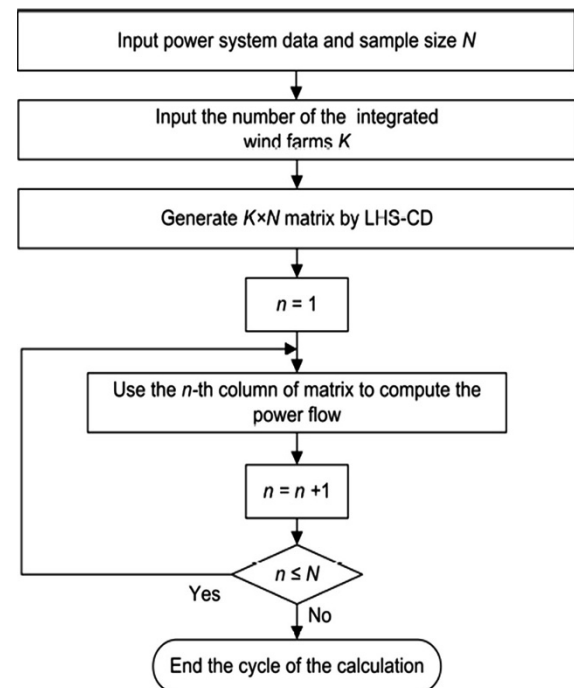 Input power system data and sample size N
Input the number of the integrated
wind farms K
Generate K×N matrix by LHS-CD
n = 1
Use the n-th column of matrix to compute the
power flow
n = n +1
n ≤ N
Yes
No
End the cycle of the calculation